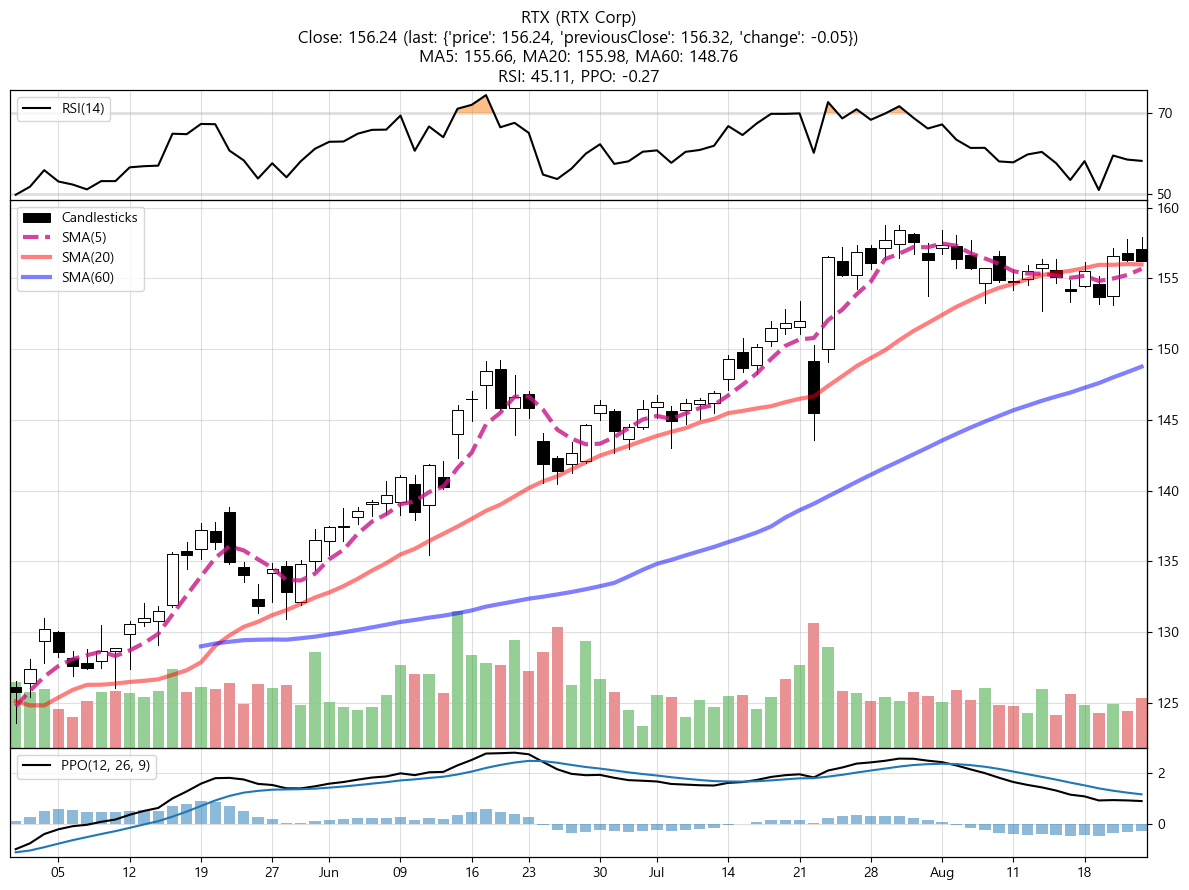 RTX (RTX Corp)
Close: 156.24 (last: {'price': 156.24, 'previousClose': 156.32, 'change': -0.05})
MA5: 155.66, MA20: 155.98, MA60: 148.76
RSI: 45.11, PPO: -0.27
RSI(14)
70
50
Candlesticks
SMA(5)
SMA(20)
SMA(60)
160
155
150
145
140
135
130
125
PPO(12, 26, 9)
2
0
05 12 19 27 Jun 09 16 23 30 Jul 14 21 28 Aug 11 18